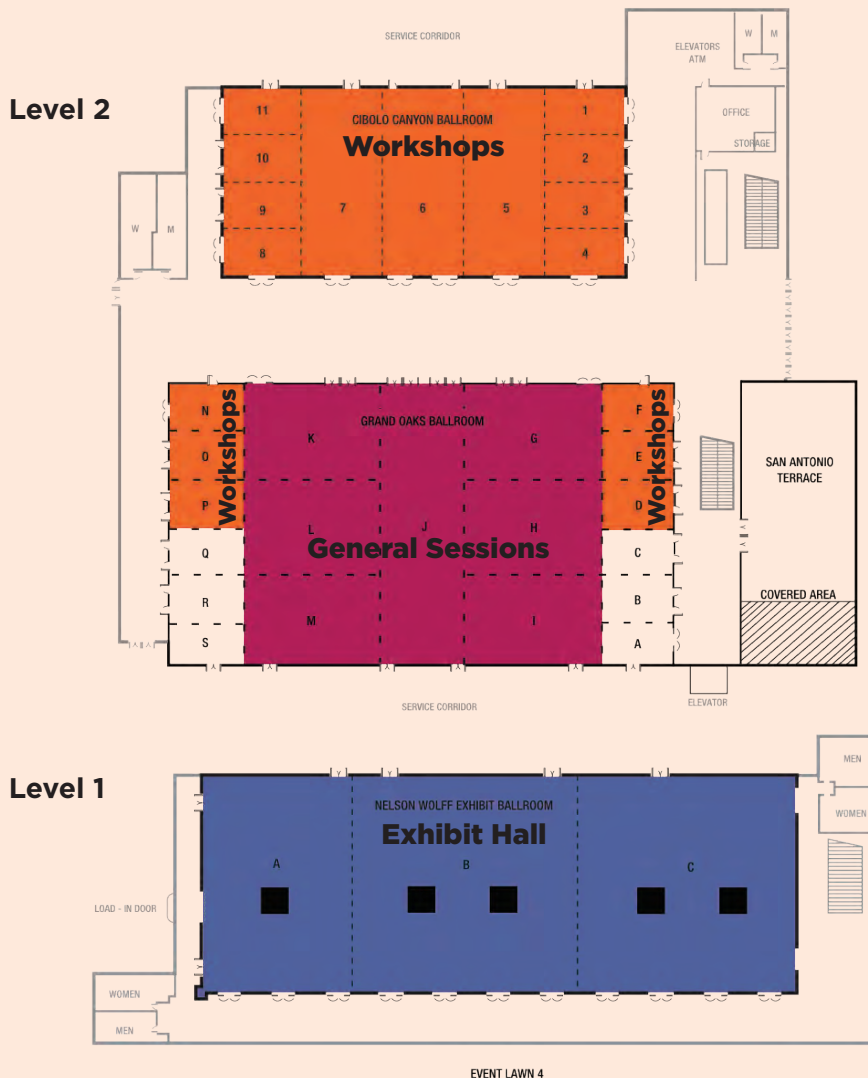 SERVICE CORRIDOR
W M
ELEVATORS
ATM
Level 2
11
CIBOLO CANYON BALLROOM
1
OFFICE
Workshops
STORAGE
10
2
9
7
6
5
3
W M
8
4
N
Workshops
K
GRAND OAKS BALLROOM
G
F
Workshops
O
E
SAN ANTONIO
TERRACE
P
D
L
J
H
General Sessions
Q
C
R
B
COVERED AREA
M
I
S
A
SERVICE CORRIDOR
ELEVATOR
MEN
Level 1
NELSON WOLFF EXHIBIT BALLROOM
WOMEN
Exhibit Hall
A
B
C
LOAD - IN DOOR
WOMEN
MEN
EVENT LAWN 4